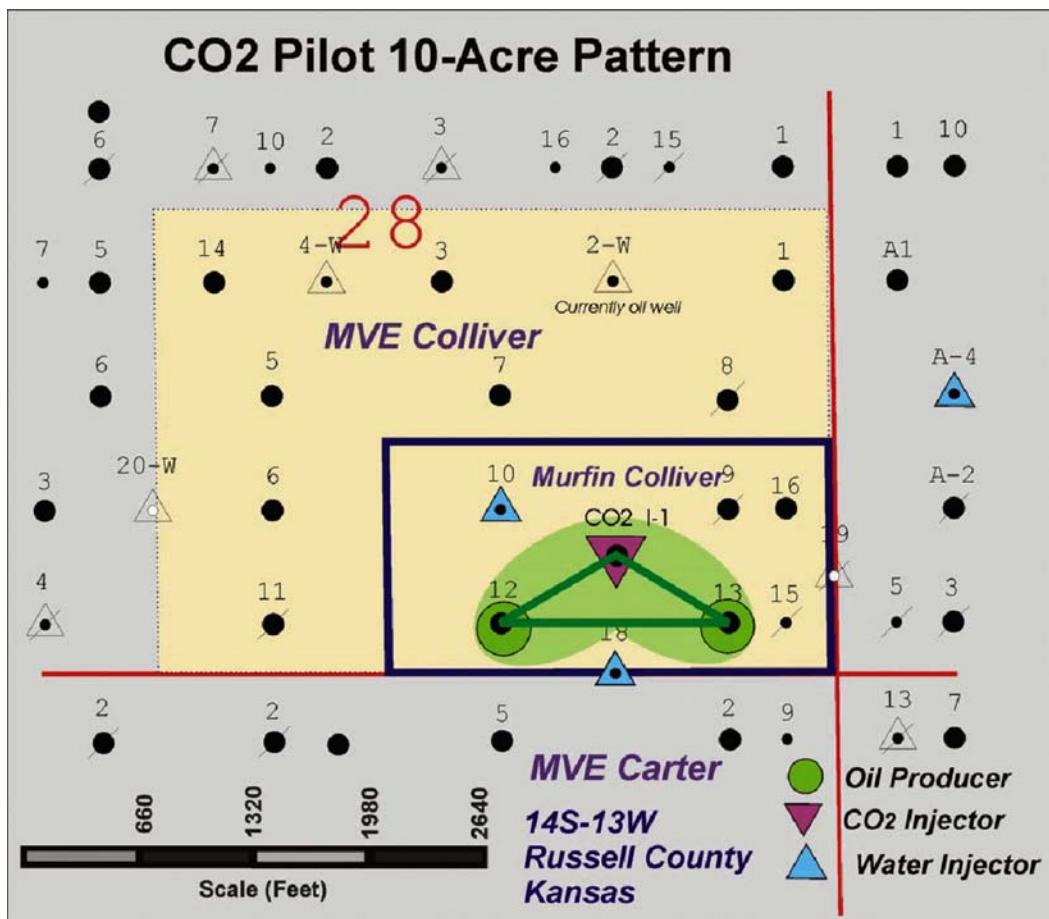 CO2 Pilot 10-Acre Pattern
6 7 10 2 3 16 2 15 1 1 10
28
7 5 14 4-W 3 2-W 1 A1
Currently oil well
MVE Colliver
6 5 7 8 A-4
3 20-W 6 10 Murfin Colliver 9 16 A-2
CO2 I-1
19
4 11 12 13 15 5 3
18
2 2 5 2 9 13 7
MVE Carter
14S-13W
Russell County
Kansas
Oil Producer
CO2 Injector
Water Injector
660 1320 1980 2640
Scale (Feet)